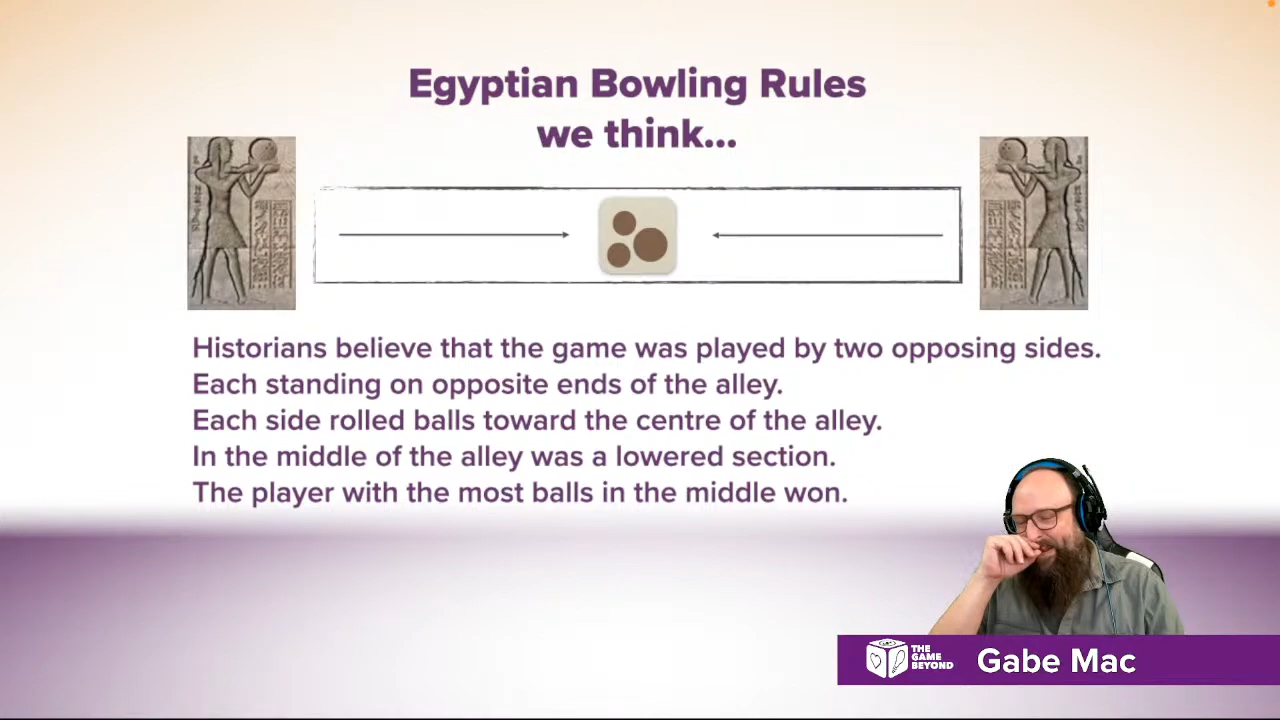 Egyptian Bowling Rules
we think...
Historians believe that the game was played by two opposing sides.
Each standing on opposite ends of the alley.
Each side rolled balls toward the centre of the alley.
In the middle of the alley was a lowered section.
The player with the most balls in the middle won.
THE
GAME
BEYOND
Gabe Mac